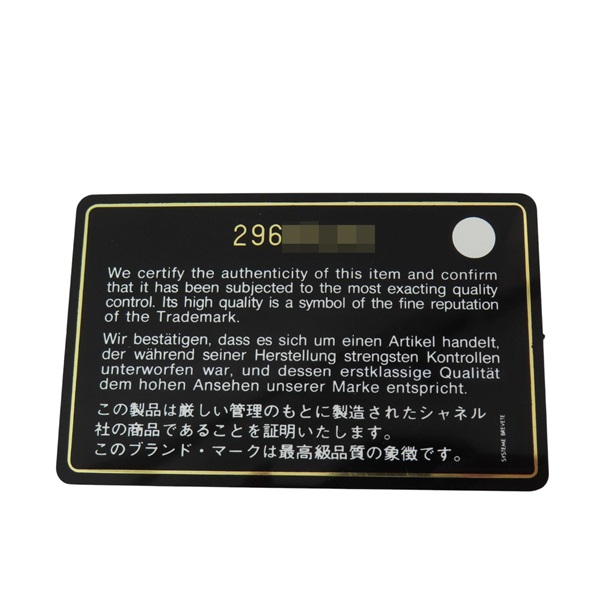 296
We certify the authenticity of this item and confirm
that it has been subjected to the most exacting quality
control. Its high quality is a symbol of the fine reputation
of the Trademark.
Wir bestätigen, dass es sich um einen Artikel handelt,
der während seiner Herstellung strengsten Kontrollen
unterworfen war, und dessen erstklassige Qualität
dem hohen Ansehen unserer Marke entspricht.
この製品は厳しい管理のもとに製造されたシャネル
社の商品であることを証明いたします。
このブランド・マークは最高級品質の象徴です。
SYSTEME BREVETE